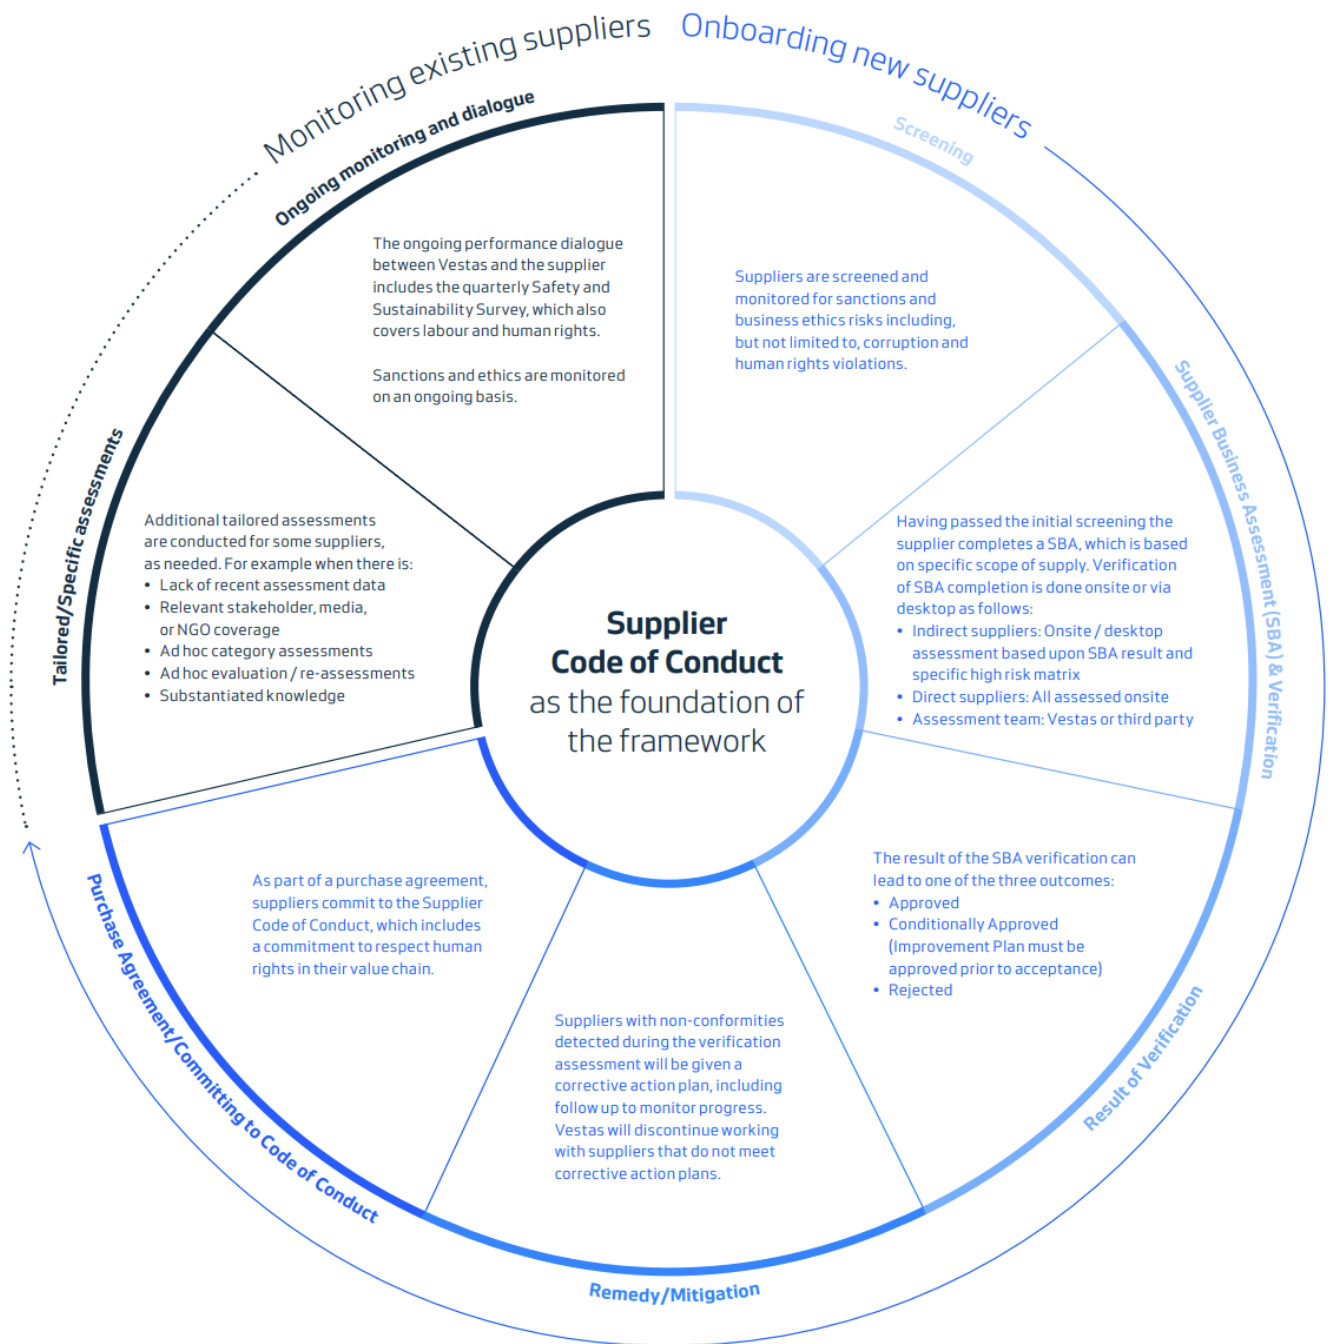 Monitoring existing suppliers
Onboarding new suppliers
Ongoing monitoring and dialogue
The ongoing performance dialogue
between Vestas and the supplier
includes the quarterly Safety and
Sustainability Survey, which also
covers labour and human rights.
Sanctions and ethics are monitored
on an ongoing basis.
Screening
Suppliers are screened and
monitored for sanctions and
business ethics risks including,
but not limited to, corruption and
human rights violations.
Supplier Business Assessment (SBA) & Verification
Having passed the initial screening the
supplier completes a SBA, which is based
on specific scope of supply. Verification
of SBA completion is done onsite or via
desktop as follows:
• Indirect suppliers: Onsite / desktop
assessment based upon SBA result and
specific high risk matrix
• Direct suppliers: All assessed onsite
• Assessment team: Vestas or third party
Result of Verification
The result of the SBA verification can
lead to one of the three outcomes:
• Approved
• Conditionally Approved
(Improvement Plan must be
approved prior to acceptance)
• Rejected
Remedy/Mitigation
Suppliers with non-conformities
detected during the verification
assessment will be given a
corrective action plan, including
follow up to monitor progress.
Vestas will discontinue working
with suppliers that do not meet
corrective action plans.
Purchase Agreement/Committing to Code of Conduct
As part of a purchase agreement,
suppliers commit to the Supplier
Code of Conduct, which includes
a commitment to respect human
rights in their value chain.
Tailored/Specific assessments
Additional tailored assessments
are conducted for some suppliers,
as needed. For example when there is:
• Lack of recent assessment data
• Relevant stakeholder, media,
or NGO coverage
• Ad hoc category assessments
• Ad hoc evaluation / re-assessments
• Substantiated knowledge
Supplier
Code of Conduct
as the foundation of
the framework